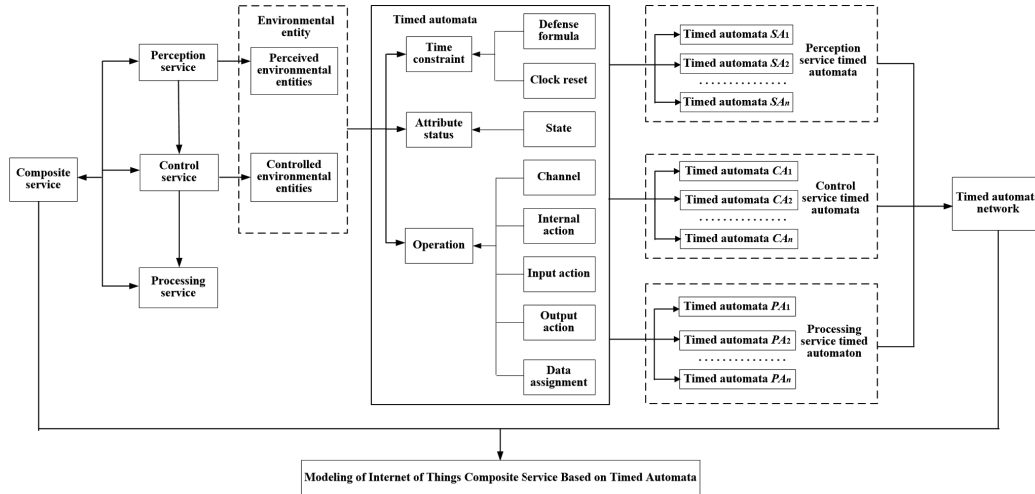 Composite
service
Perception
service
Control
service
Processing
service
Environmental
entity
Perceived
environmental
entities
Controlled
environmental
entities
Timed automata
Time
constraint
Attribute
status
Operation
Defense
formula
Clock reset
State
Channel
Internal
action
Input action
Output
action
Data
assignment
Timed automata SA1
Timed automata SA2
............
Timed automata SAn
Perception
service timed
automata
Timed automata CA1
Timed automata CA2
............
Timed automata CAn
Control
service timed
automata
Timed automata PA1
Timed automata PA2
............
Timed automata PAn
Processing
service timed
automaton
Timed automata
network
Modeling of Internet of Things Composite Service Based on Timed Automata